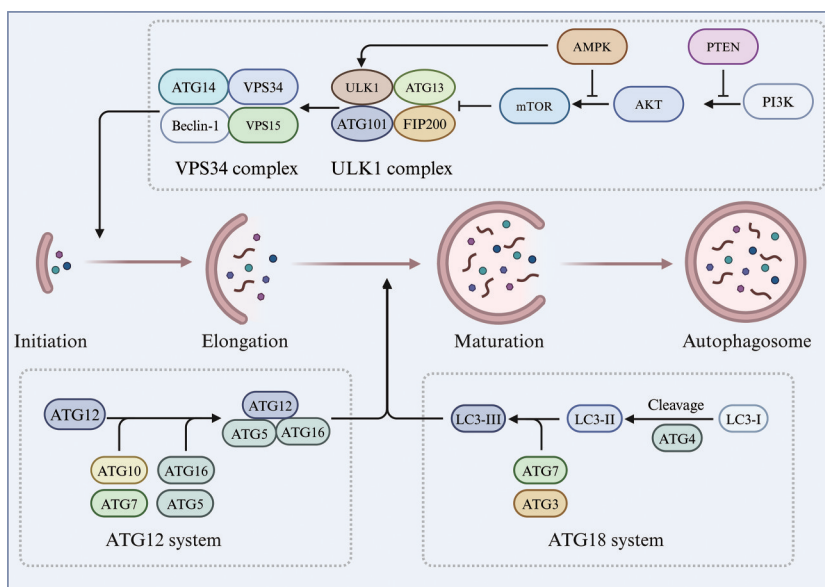 AMPK
PTEN
ATG14
VPS34
ULK1
ATG13
mTOR
AKT
PI3K
Beclin-1
VPS15
ATG101
FIP200
VPS34 complex
ULK1 complex
Initiation
Elongation
Maturation
Autophagosome
ATG12
ATG12
ATG5
ATG16
ATG10
ATG16
ATG7
ATG5
ATG12 system
LC3-III
LC3-II
Cleavage
LC3-I
ATG4
ATG7
ATG3
ATG18 system